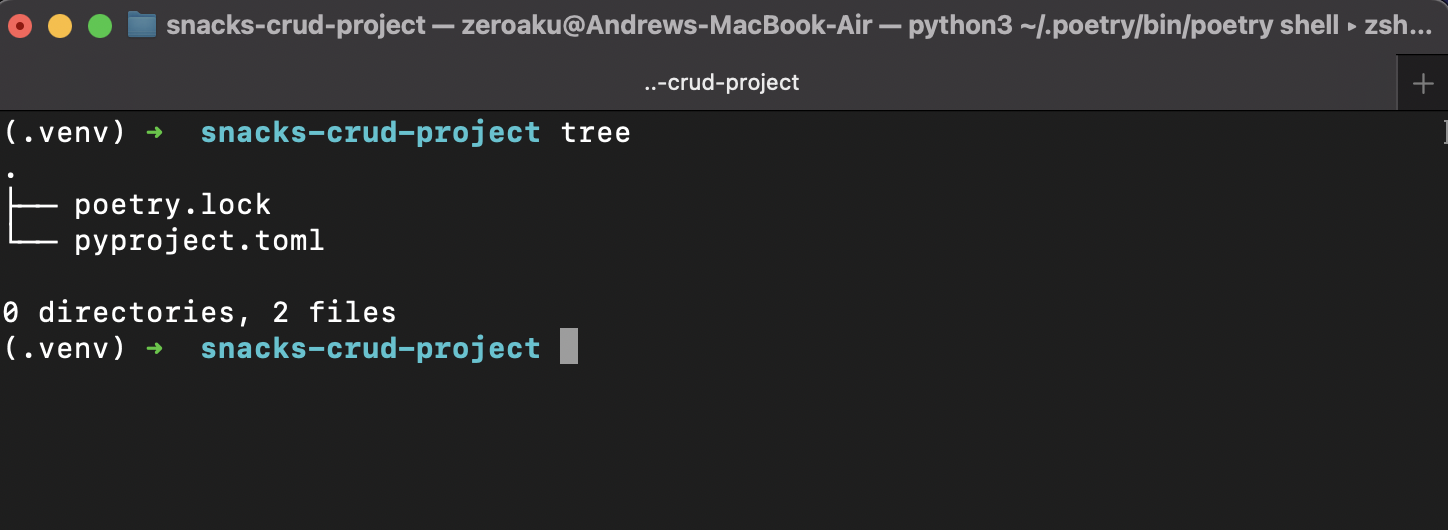 snacks-crud-project — zeroaku@Andrews-MacBook-Air — python3 ~/.poetry/bin/poetry shell ▸ zsh...
..-crud-project
(.venv) ➜ snacks-crud-project tree
.
├── poetry.lock
└── pyproject.toml
0 directories, 2 files
(.venv) ➜ snacks-crud-project